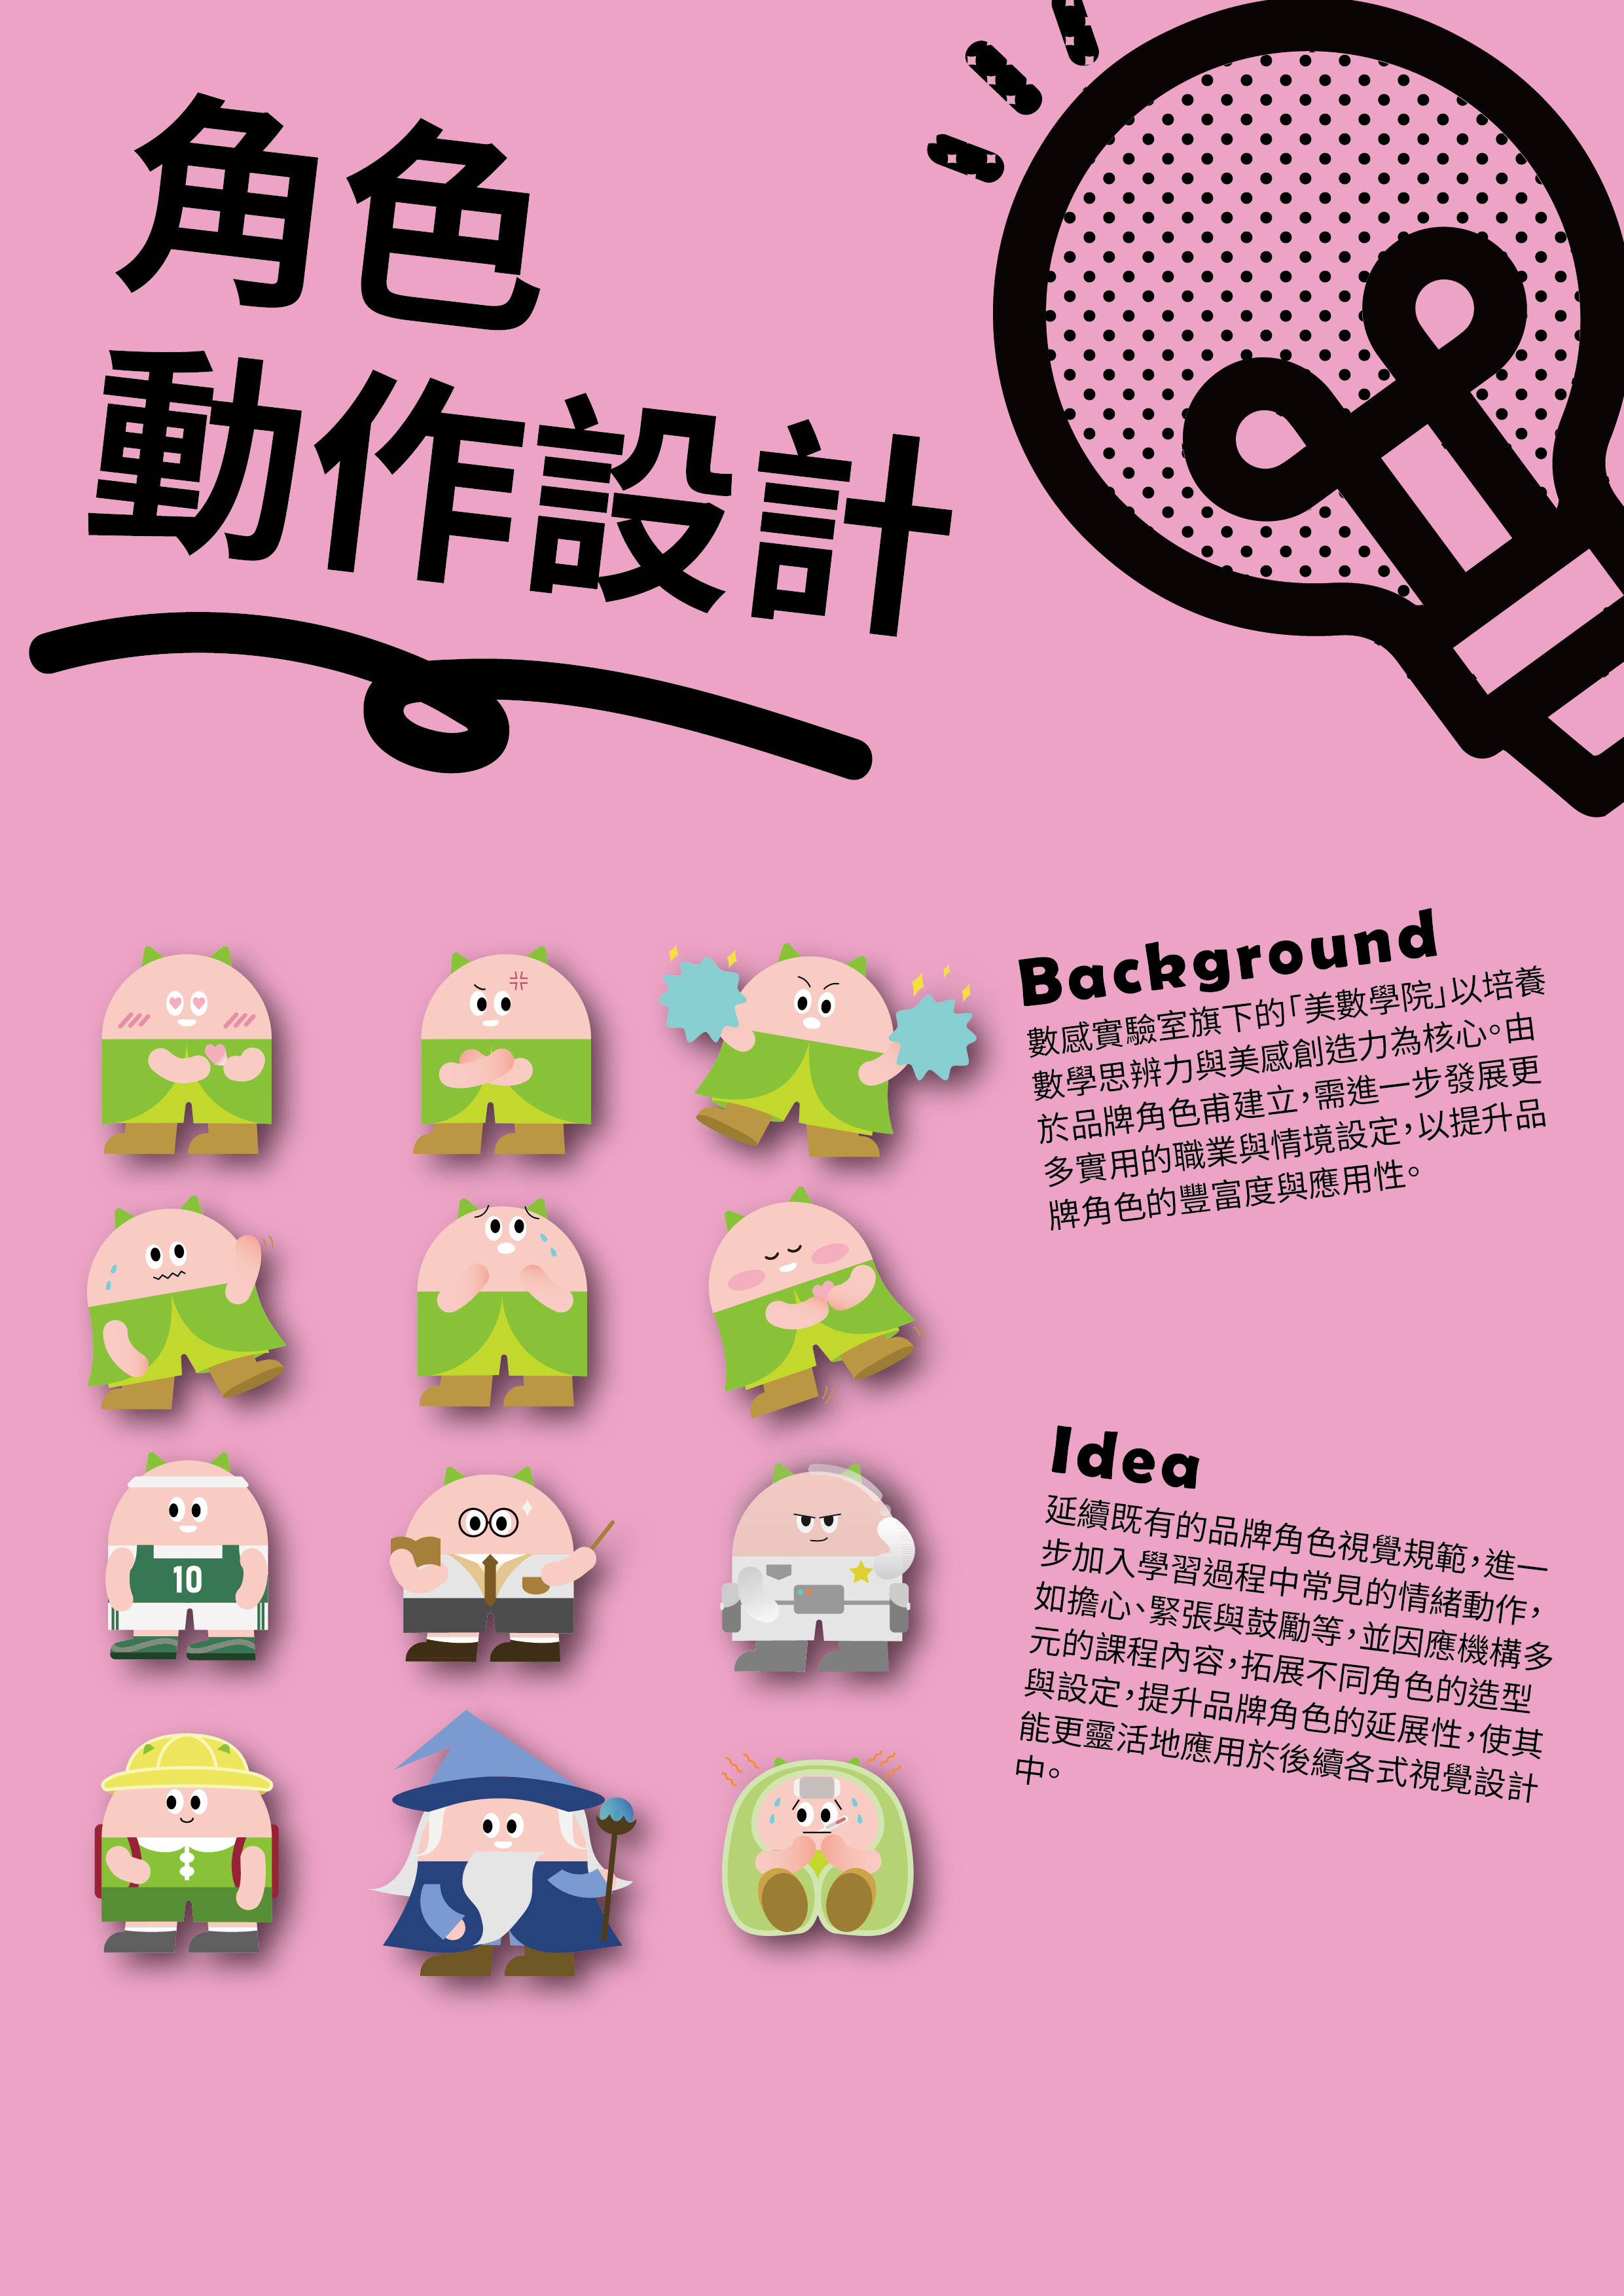 角色
動作設計
Background
數感實驗室旗下的「美數學院」以培養
數學思辨力與美感創造力為核心。由
於品牌角色甫建立,需進一步發展更
多實用的職業與情境設定,以提升品
牌角色的豐富度與應用性。
Idea
延續既有的品牌角色視覺規範,進一
步加入學習過程中常見的情緒動作,
如擔心、緊張與鼓勵等,並因應機構多
元的課程內容,拓展不同角色的造型
與設定,提升品牌角色的延展性,使其
能更靈活地應用於後續各式視覺設計
中。
10